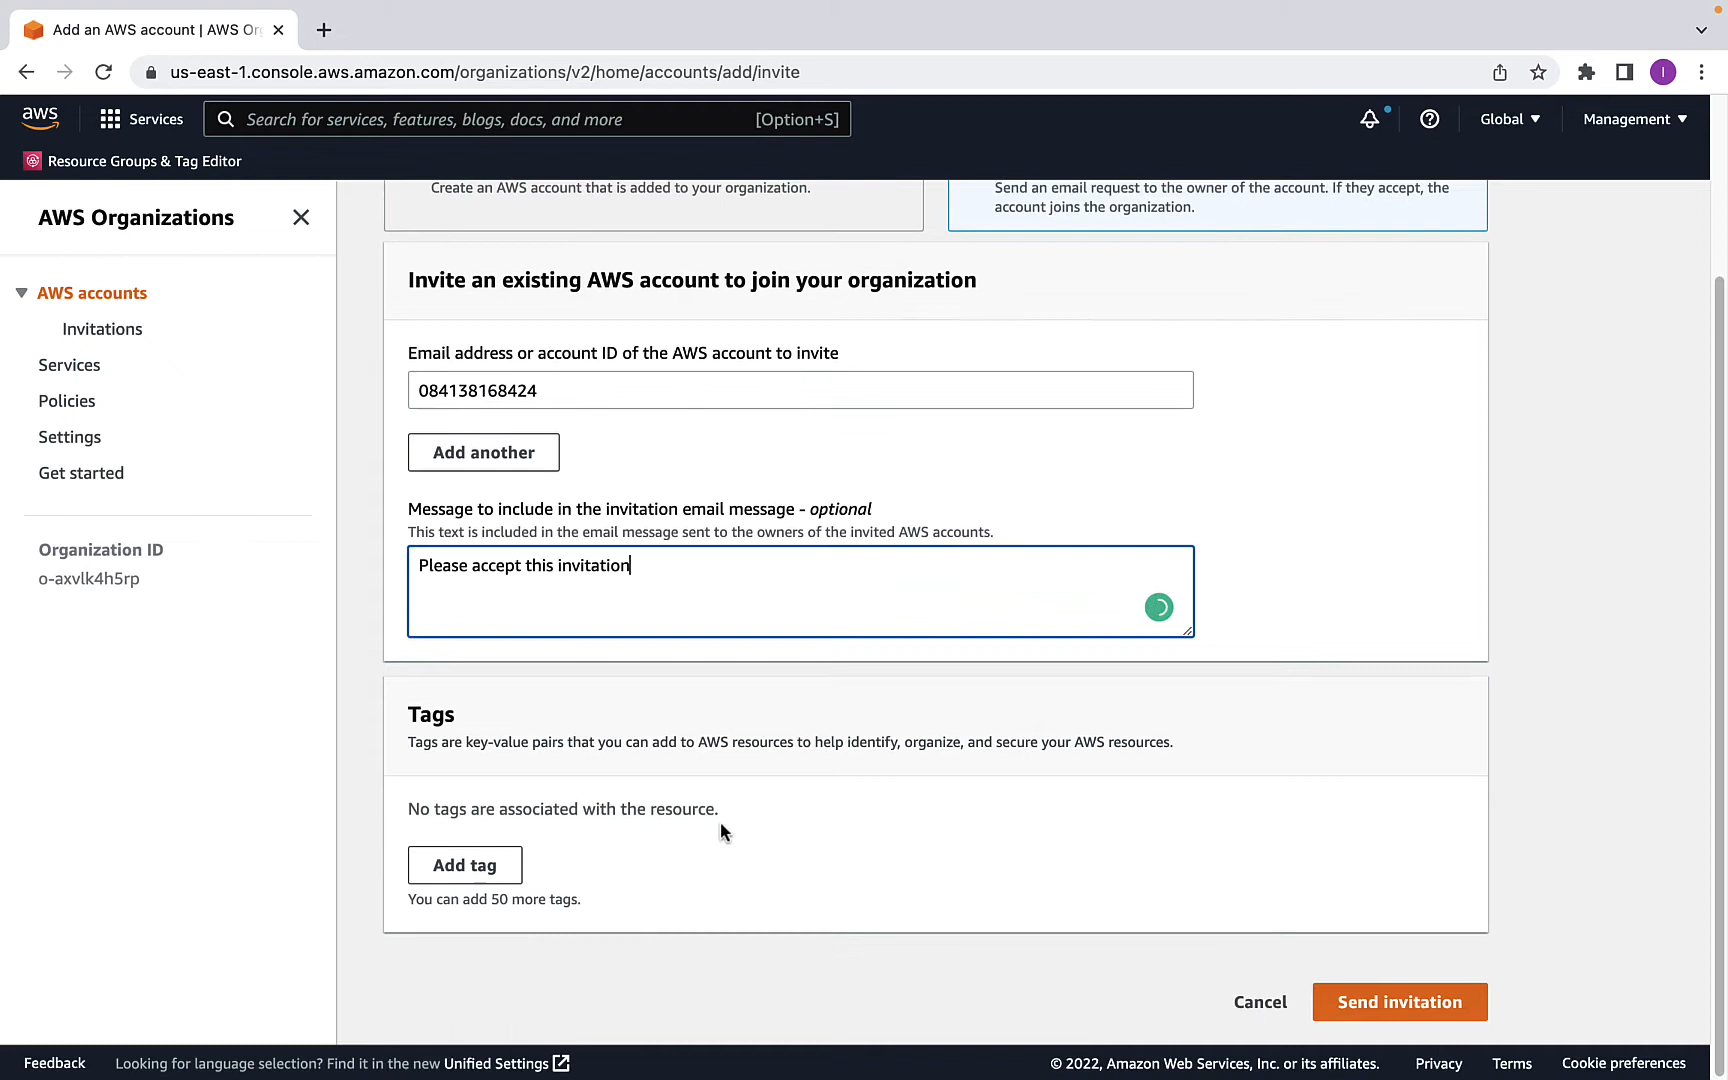 Add an AWS account | AWS Or
us-east-1.console.aws.amazon.com/organizations/v2/home/accounts/add/invite
I
aws
Services
Search for services, features, blogs, docs, and more
[Option+S]
Global
Management
Resource Groups & Tag Editor
AWS Organizations
AWS accounts
Invitations
Services
Policies
Settings
Get started
Organization ID
o-axvlk4h5rp
Create an AWS account that is added to your organization.
Send an email request to the owner of the account. If they accept, the
account joins the organization.
Invite an existing AWS account to join your organization
Email address or account ID of the AWS account to invite
084138168424
Add another
Message to include in the invitation email message - optional
This text is included in the email message sent to the owners of the invited AWS accounts.
Please accept this invitation
Tags
Tags are key-value pairs that you can add to AWS resources to help identify, organize, and secure your AWS resources.
No tags are associated with the resource.
Add tag
You can add 50 more tags.
Cancel
Send invitation
Feedback
Looking for language selection? Find it in the new Unified Settings
© 2022, Amazon Web Services, Inc. or its affiliates.
Privacy
Terms
Cookie preferences